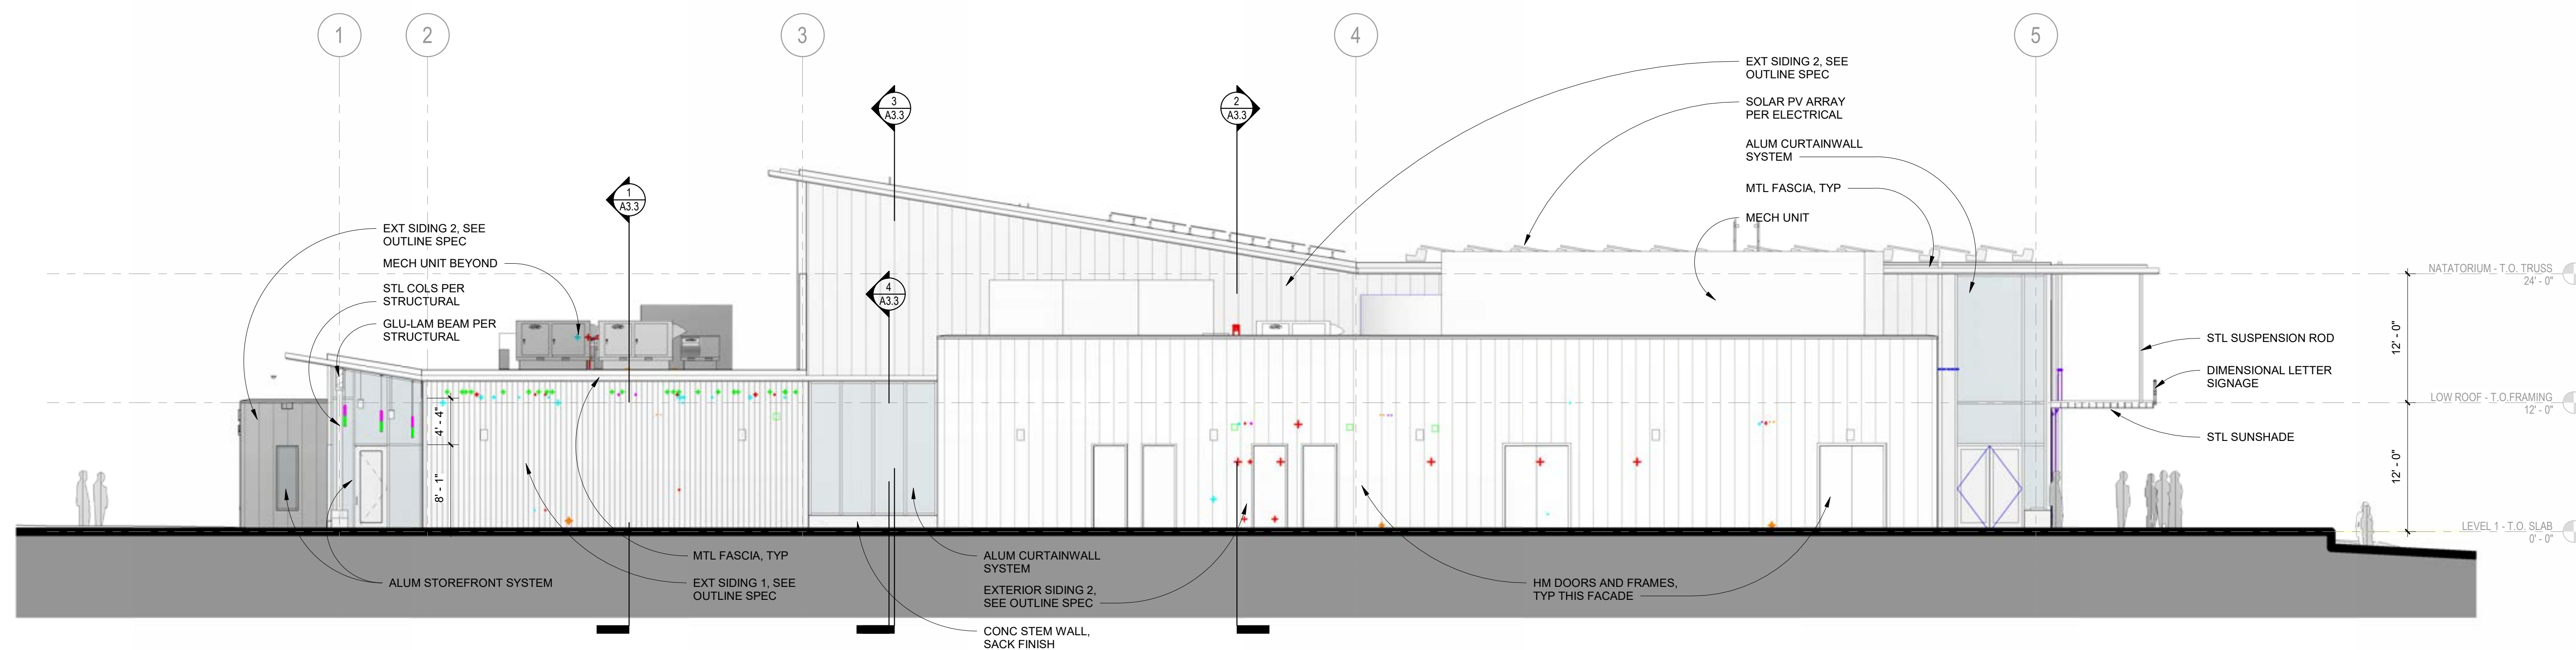 1
2
3
4
5
3
A3.3
2
A3.3
1
A3.3
4
A3.3
EXT SIDING 2, SEE
OUTLINE SPEC
SOLAR PV ARRAY
PER ELECTRICAL
ALUM CURTAINWALL
SYSTEM
MTL FASCIA, TYP
MECH UNIT
EXT SIDING 2, SEE
OUTLINE SPEC
MECH UNIT BEYOND
STL COLS PER
STRUCTURAL
GLU-LAM BEAM PER
STRUCTURAL
4' - 4"
8' - 1"
NATATORIUM - T.O. TRUSS
24' - 0"
12' - 0"
STL SUSPENSION ROD
DIMENSIONAL LETTER
SIGNAGE
LOW ROOF - T.O.FRAMING
12' - 0"
STL SUNSHADE
12' - 0"
LEVEL 1 - T.O. SLAB
0' - 0"
ALUM STOREFRONT SYSTEM
MTL FASCIA, TYP
EXT SIDING 1, SEE
OUTLINE SPEC
ALUM CURTAINWALL
SYSTEM
EXTERIOR SIDING 2,
SEE OUTLINE SPEC
CONC STEM WALL,
SACK FINISH
HM DOORS AND FRAMES,
TYP THIS FACADE